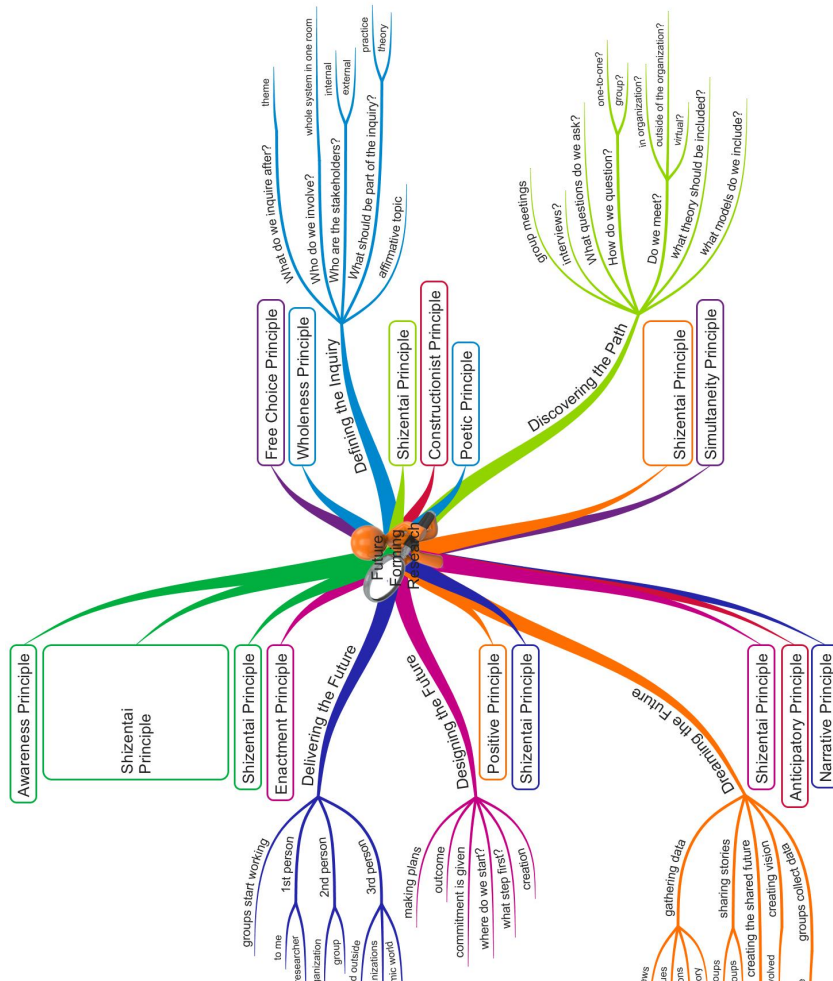 Future
Forming
Research
Defining the Inquiry
What do we inquire after?
theme
Who do we involve?
whole system in one room
Who are the stakeholders?
internal
external
What should be part of the inquiry?
practice
theory
affirmative topic
Free Choice Principle
Wholeness Principle
Shizentai Principle
Constructionist Principle
Poetic Principle
Discovering the Path
group meetings
interviews?
What questions do we ask?
How do we question?
one-to-one?
group?
Do we meet?
in organization?
outside of the organization?
virtual?
what theory should be included?
what models do we include?
Shizentai Principle
Simultaneity Principle
Dreaming the Future
gathering data
sharing stories
creating the shared future
creating vision
groups collect data
Shizentai Principle
Anticipatory Principle
Narrative Principle
Designing the Future
making plans
outcome
commitment is given
where do we start?
what step first?
creation
Positive Principle
Shizentai Principle
Delivering the Future
groups start working
1st person
to me
2nd person
group
3rd person
outside
world
Awareness Principle
Shizentai
Principle
Shizentai Principle
Enactment Principle